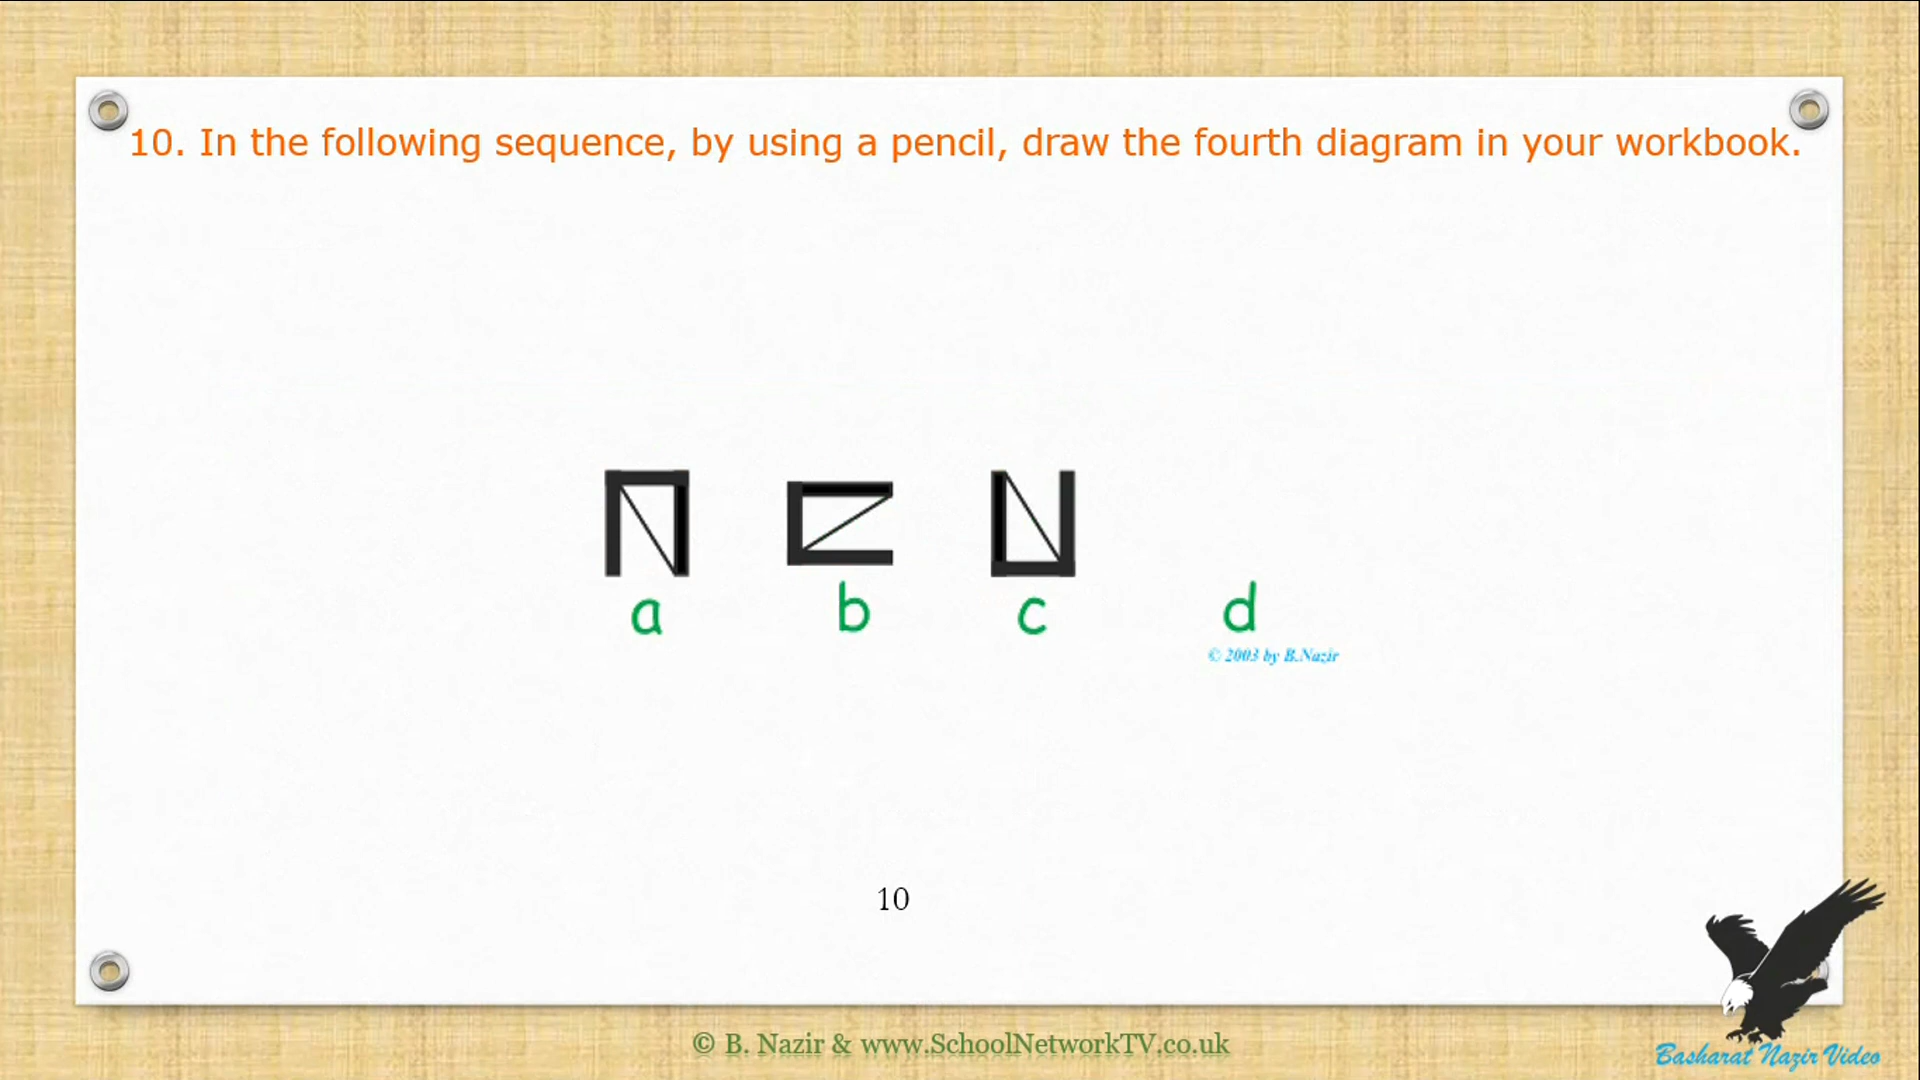 10. In the following sequence, by using a pencil, draw the fourth diagram in your workbook.
a b c d
© 2003 by B.Nazir
10
© B. Nazir & www.SchoolNetworkTV.co.uk
Basharat Nazir Video